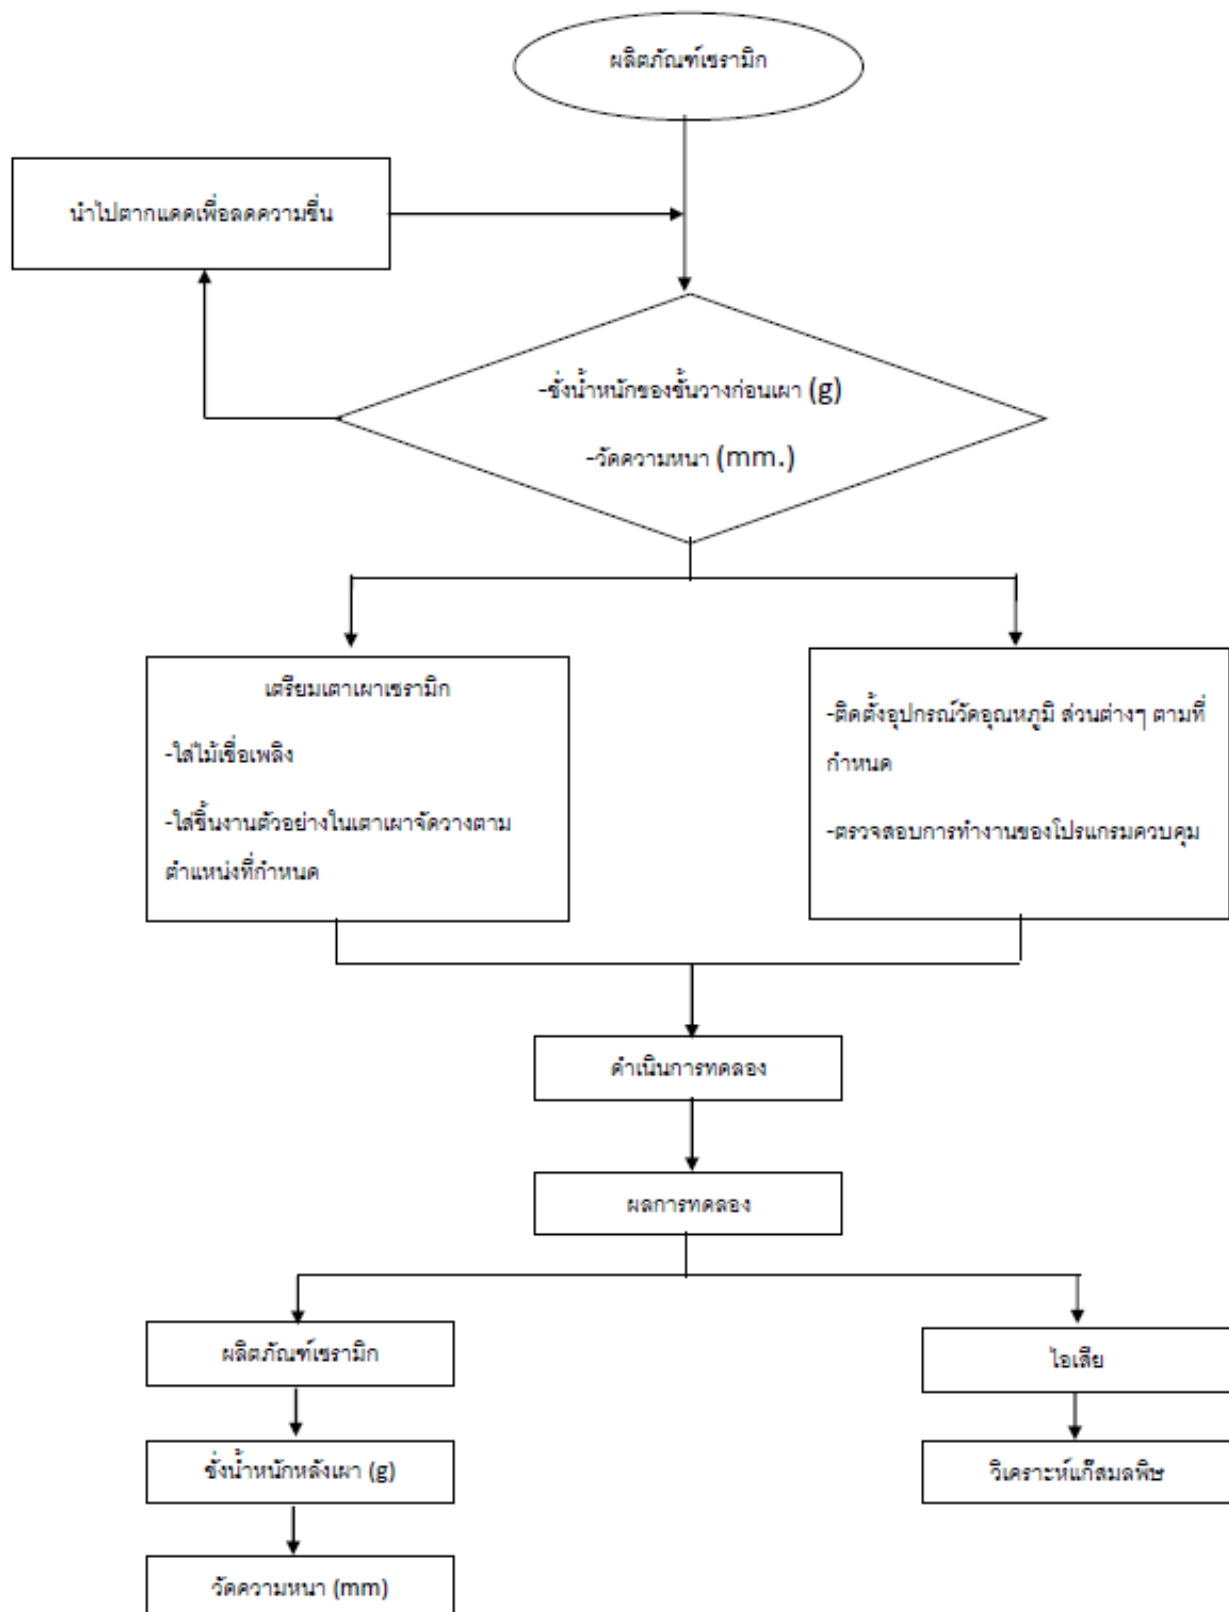 ผลิตภัณฑ์เซรามิก
นำไปตากแดดเพื่อลดความชื่น
-ชั่งน้ำหนักของชั้นวางก่อนเผา (g)
-วัดความหนา (mm.)
เตรียมเตาเผาเซรามิก
-ใส่ไม้เชื่อเพลิง
-ใส่ชิ้นงานตัวอย่างในเตาเผาจัดวางตาม
ตำแหน่งที่กำหนด
-ติดตั้งอุปกรณ์วัดอุณหภูมิ ส่วนต่างๆ ตามที่
กำหนด
-ตรวจสอบการทำงานของโปรแกรมควบคุม
ดำเนินการทดลอง
ผลการทดลอง
ผลิตภัณฑ์เซรามิก
ไอเสีย
ชั่งน้ำหนักหลังเผา (g)
วิเคราะห์แก๊สมลพิษ
วัดความหนา (mm)